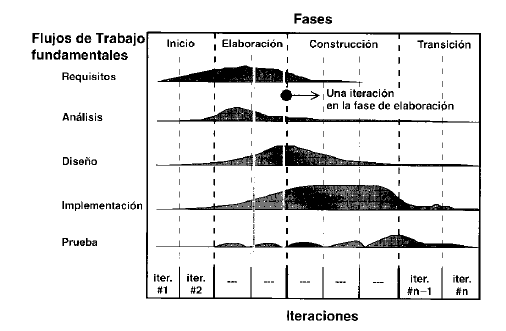 Fases
Flujos de Trabajo
fundamentales
Inicio
Elaboración
Construcción
Transición
Requisitos
Una iteración
en la fase de elaboración
Análisis
Diseño
Implementación
Prueba
iter.
#1
iter.
#2
---
---
---
---
---
iter.
#n-1
iter.
#n
Iteraciones